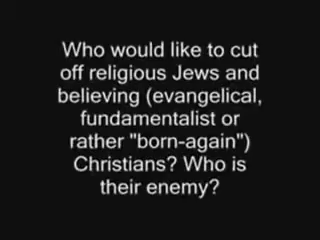 Who would like to cut
off religious Jews and
believing (evangelical,
fundamentalist or
rather "born-again")
Christians? Who is
their enemy?